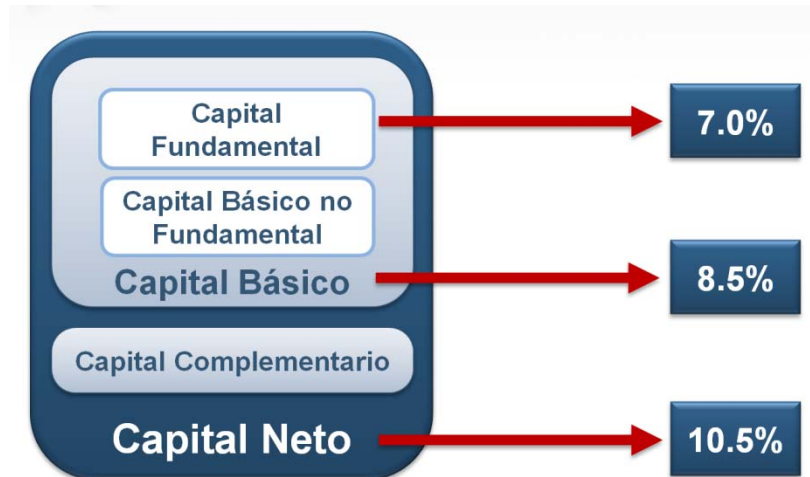 Capital
Fundamental
7.0%
Capital Básico no
Fundamental
Capital Básico
8.5%
Capital Complementario
Capital Neto
10.5%